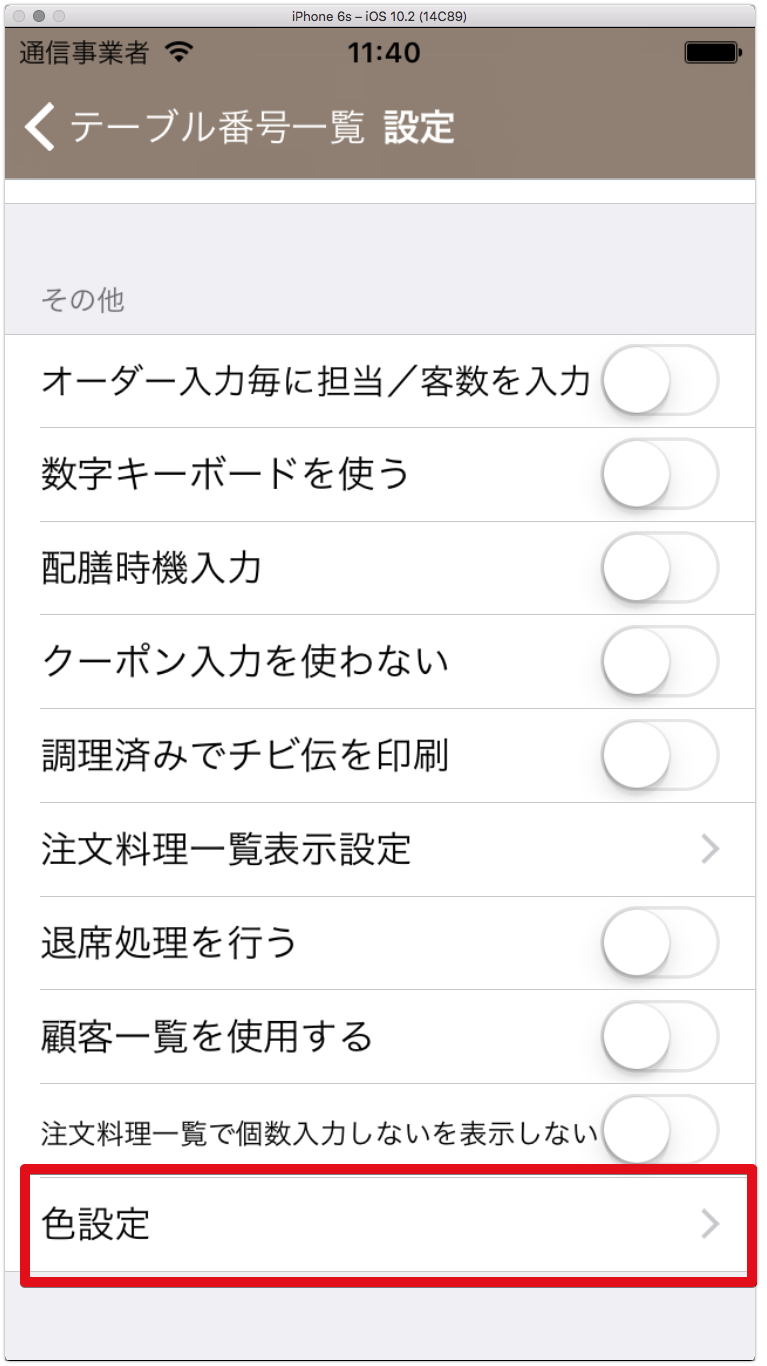 iPhone 6s – iOS 10.2 (14C89)
通信事業者 11:40
テーブル番号一覧 設定
その他
オーダー入力毎に担当／客数を入力
数字キーボードを使う
配膳時機入力
クーポン入力を使わない
調理済みでチビ伝を印刷
注文料理一覧表示設定
退席処理を行う
顧客一覧を使用する
注文料理一覧で個数入力しないを表示しない
色設定